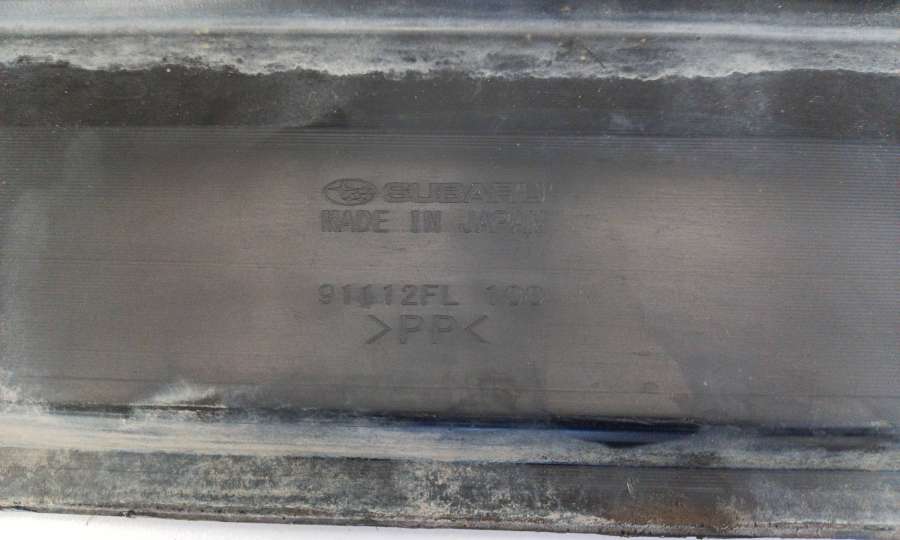 SUBARU
MADE IN JAPAN
91112FL 100
>PP<